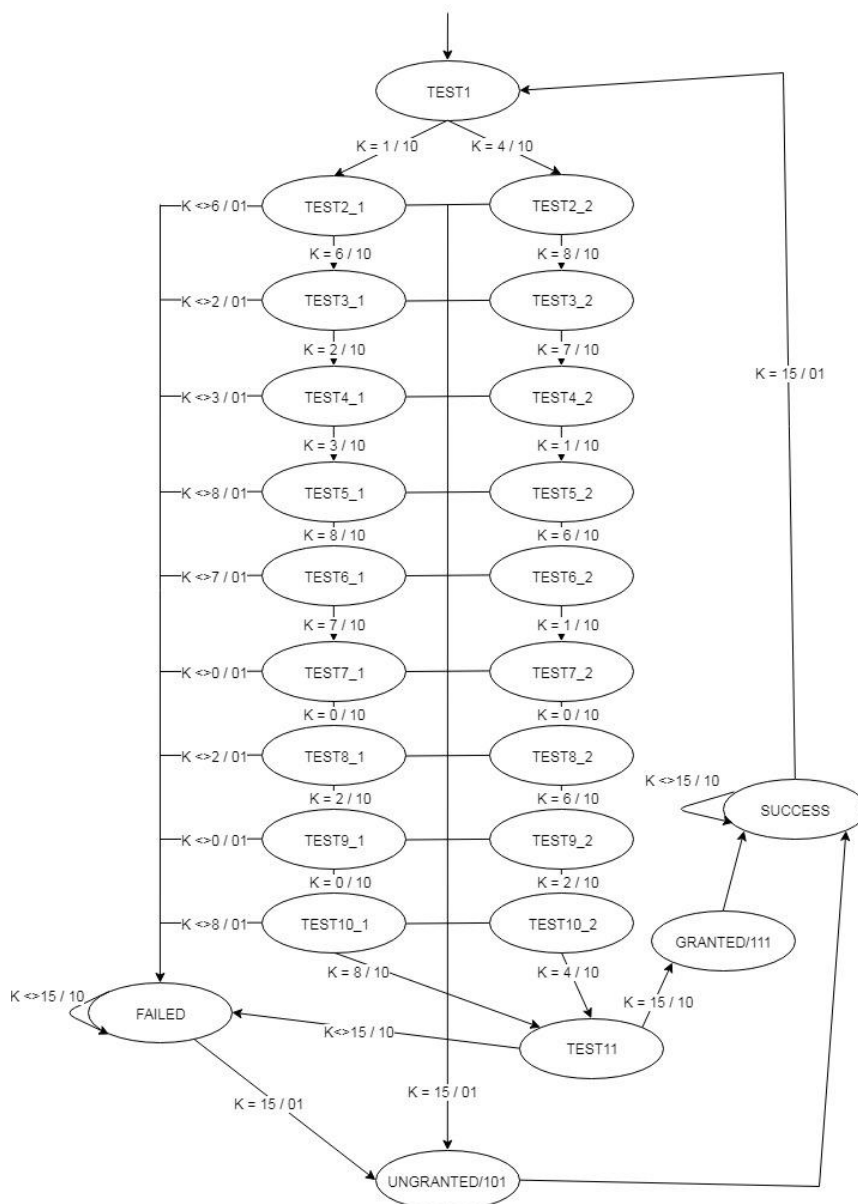 TEST1
K = 1 / 10
K = 4 / 10
K <>6 / 01
TEST2_1
TEST2_2
K = 6 / 10
K = 8 / 10
K <>2 / 01
TEST3_1
TEST3_2
K = 2 / 10
K = 7 / 10
K = 15 / 01
K <>3 / 01
TEST4_1
TEST4_2
K = 3 / 10
K = 1 / 10
K <>8 / 01
TEST5_1
TEST5_2
K = 8 / 10
K = 6 / 10
K <>7 / 01
TEST6_1
TEST6_2
K = 7 / 10
K = 1 / 10
K <>0 / 01
TEST7_1
TEST7_2
K = 0 / 10
K = 0 / 10
K <>2 / 01
TEST8_1
TEST8_2
K <>15 / 10
K = 2 / 10
K = 6 / 10
SUCCESS
K <>0 / 01
TEST9_1
TEST9_2
K = 0 / 10
K = 2 / 10
K <>8 / 01
TEST10_1
TEST10_2
GRANTED/111
K = 8 / 10
K = 4 / 10
K <>15 / 10
K = 15 / 10
FAILED
K<>15 / 10
TEST11
K = 15 / 01
K = 15 / 01
UNGRANTED/101